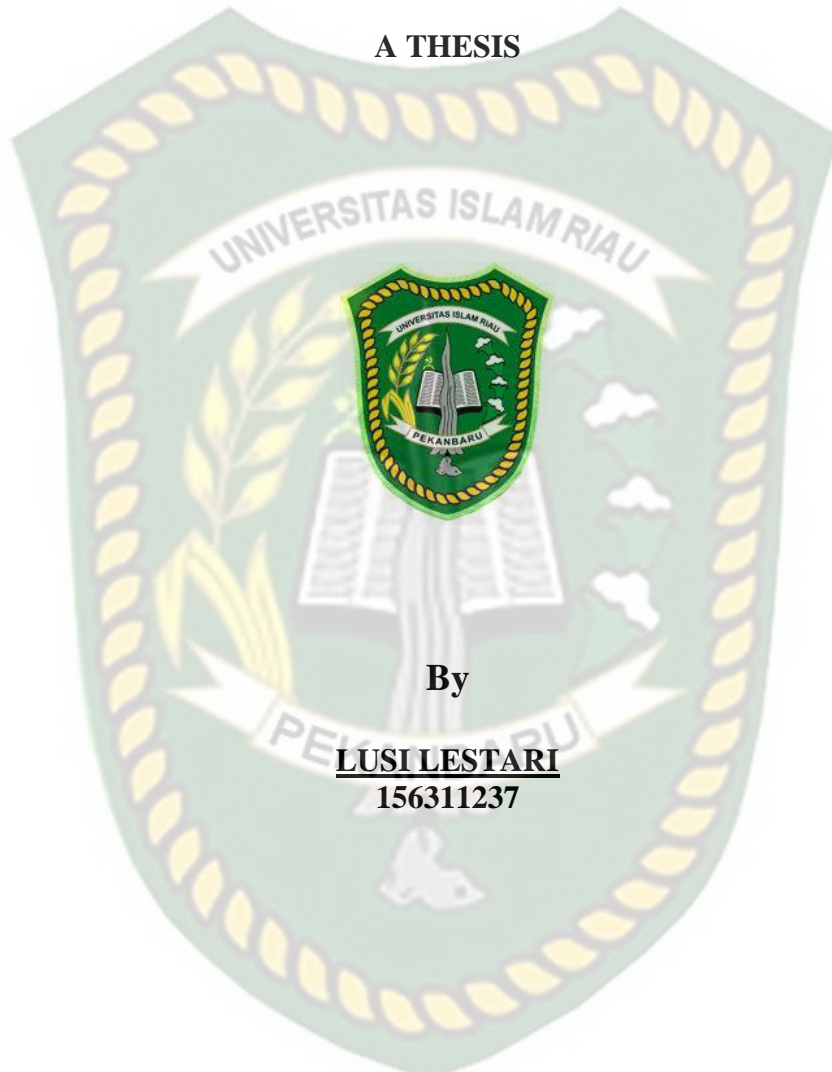 A THESIS
UNIVERSITAS ISLAM RIAU
UNIVERSITAS ISLAM RIAU
PEKANBARU
By
PEKANBARU
LUSI LESTARI
156311237